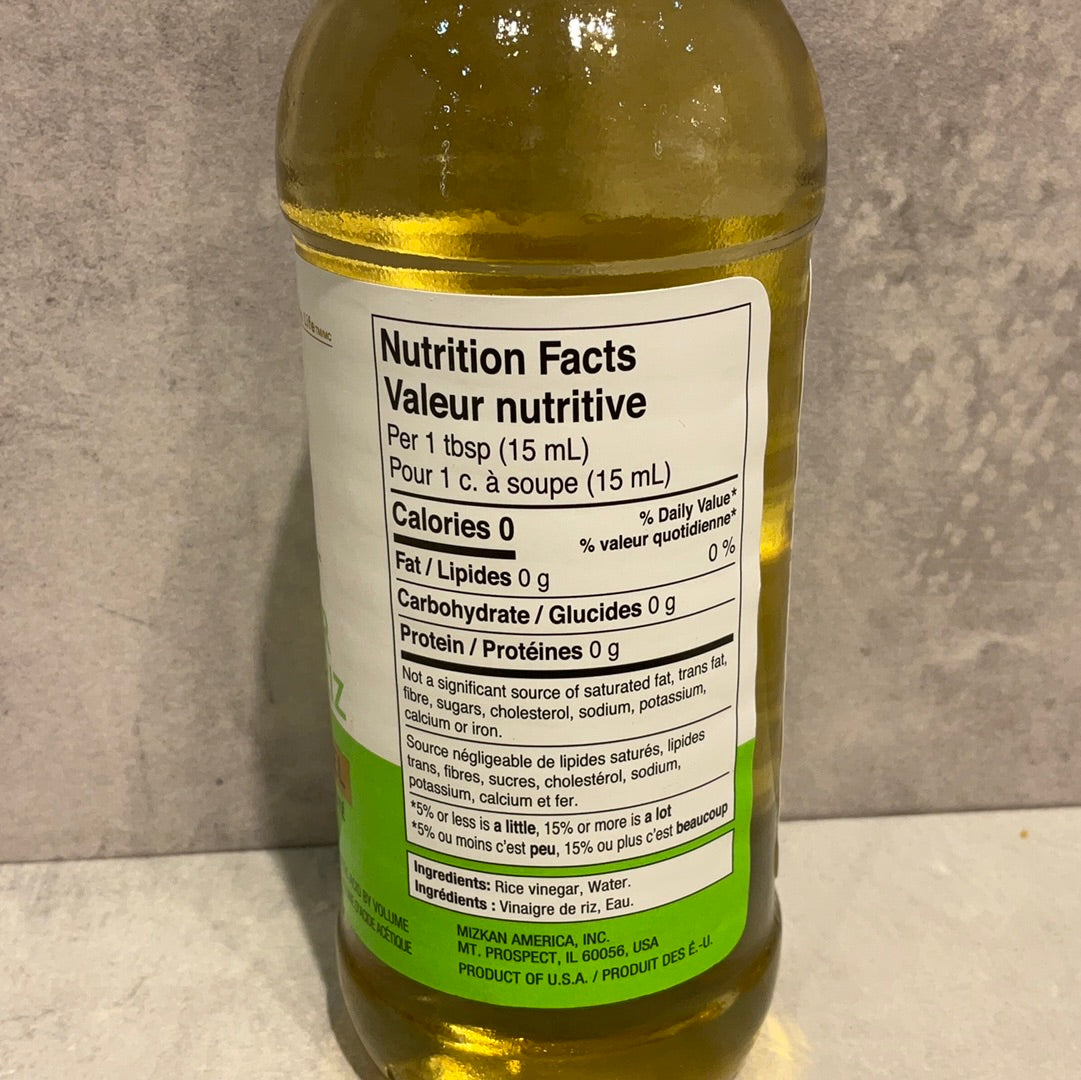 Life TM/MC
Nutrition Facts
Valeur nutritive
Per 1 tbsp (15 mL)
Pour 1 c. à soupe (15 mL)
Calories 0
% Daily Value*
% valeur quotidienne*
Fat / Lipides 0 g 0 %
Carbohydrate / Glucides 0 g
Protein / Protéines 0 g
Not a significant source of saturated fat, trans fat,
fibre, sugars, cholesterol, sodium, potassium,
calcium or iron.
Source négligeable de lipides saturés, lipides
trans, fibres, sucres, cholestérol, sodium,
potassium, calcium et fer.
*5% or less is a little, 15% or more is a lot
*5% ou moins c'est peu, 15% ou plus c'est beaucoup
Ingredients: Rice vinegar, Water.
Ingrédients : Vinaigre de riz, Eau.
BY VOLUME
D'ACIDE ACÉTIQUE
MIZKAN AMERICA, INC.
MT. PROSPECT, IL 60056, USA
PRODUCT OF U.S.A. / PRODUIT DES É.-U.